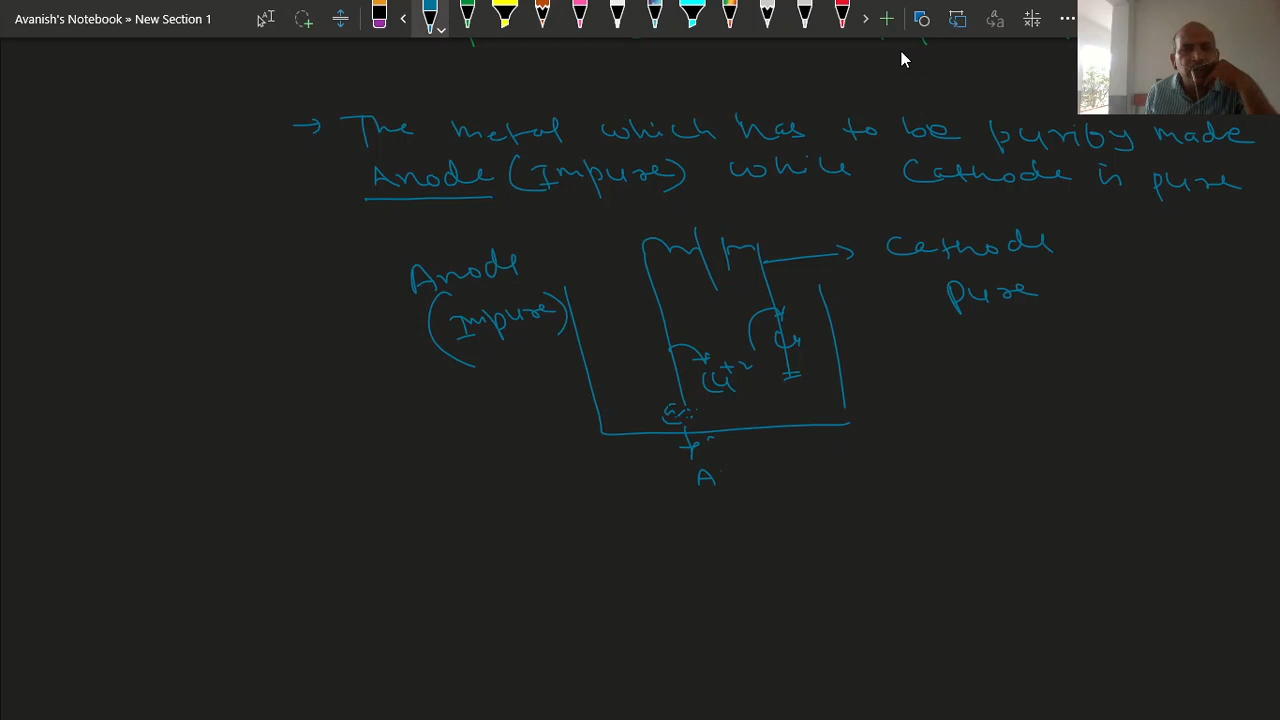 Avanish's Notebook » New Section 1
→ The metal which has to be purify made
Anode (Impure) while Cathode is pure
Anode
(Impure)
Cathode
pure
Cu
Cu+2
A